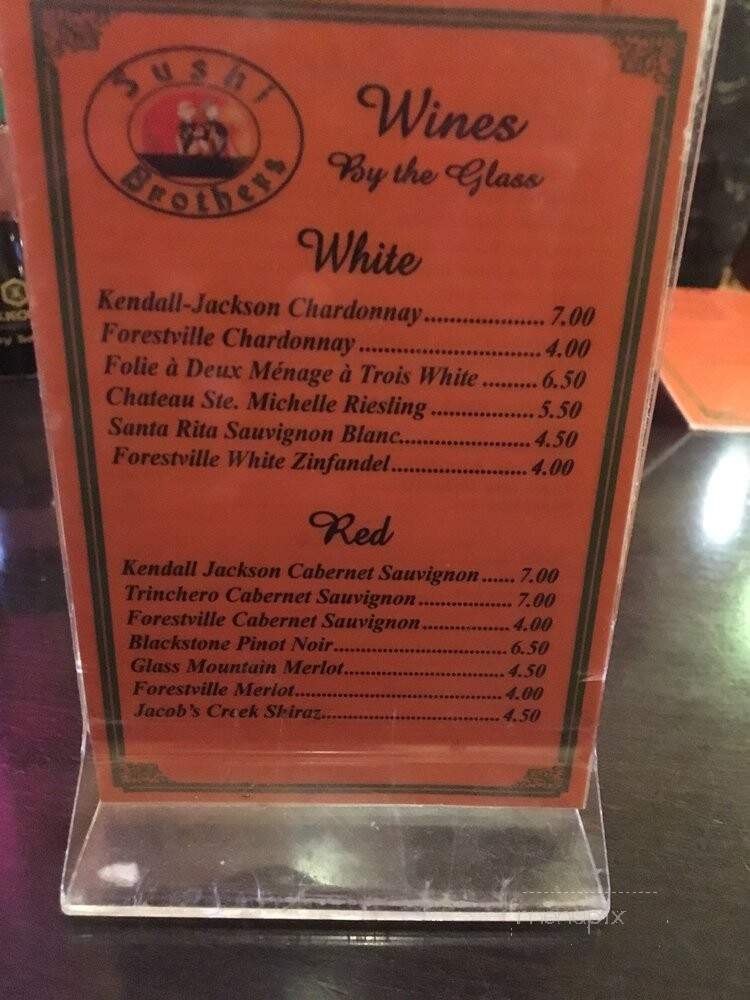 Sushi
Brothers
Wines
By the Glass
White
Kendall-Jackson Chardonnay.................... 7.00
Forestville Chardonnay .............................. 4.00
Folie à Deux Ménage à Trois White ......... 6.50
Chateau Ste. Michelle Riesling ................. 5.50
Santa Rita Sauvignon Blanc...................... 4.50
Forestville White Zinfandel....................... 4.00
Red
Kendall Jackson Cabernet Sauvignon ...... 7.00
Trinchero Cabernet Sauvignon ................. 7.00
Forestville Cabernet Sauvignon ................ 4.00
Blackstone Pinot Noir............................... 6.50
Glass Mountain Merlot............................. 4.50
Forestville Merlot...................................... 4.00
Jacob's Creek Shiraz................................. 4.50
menupix